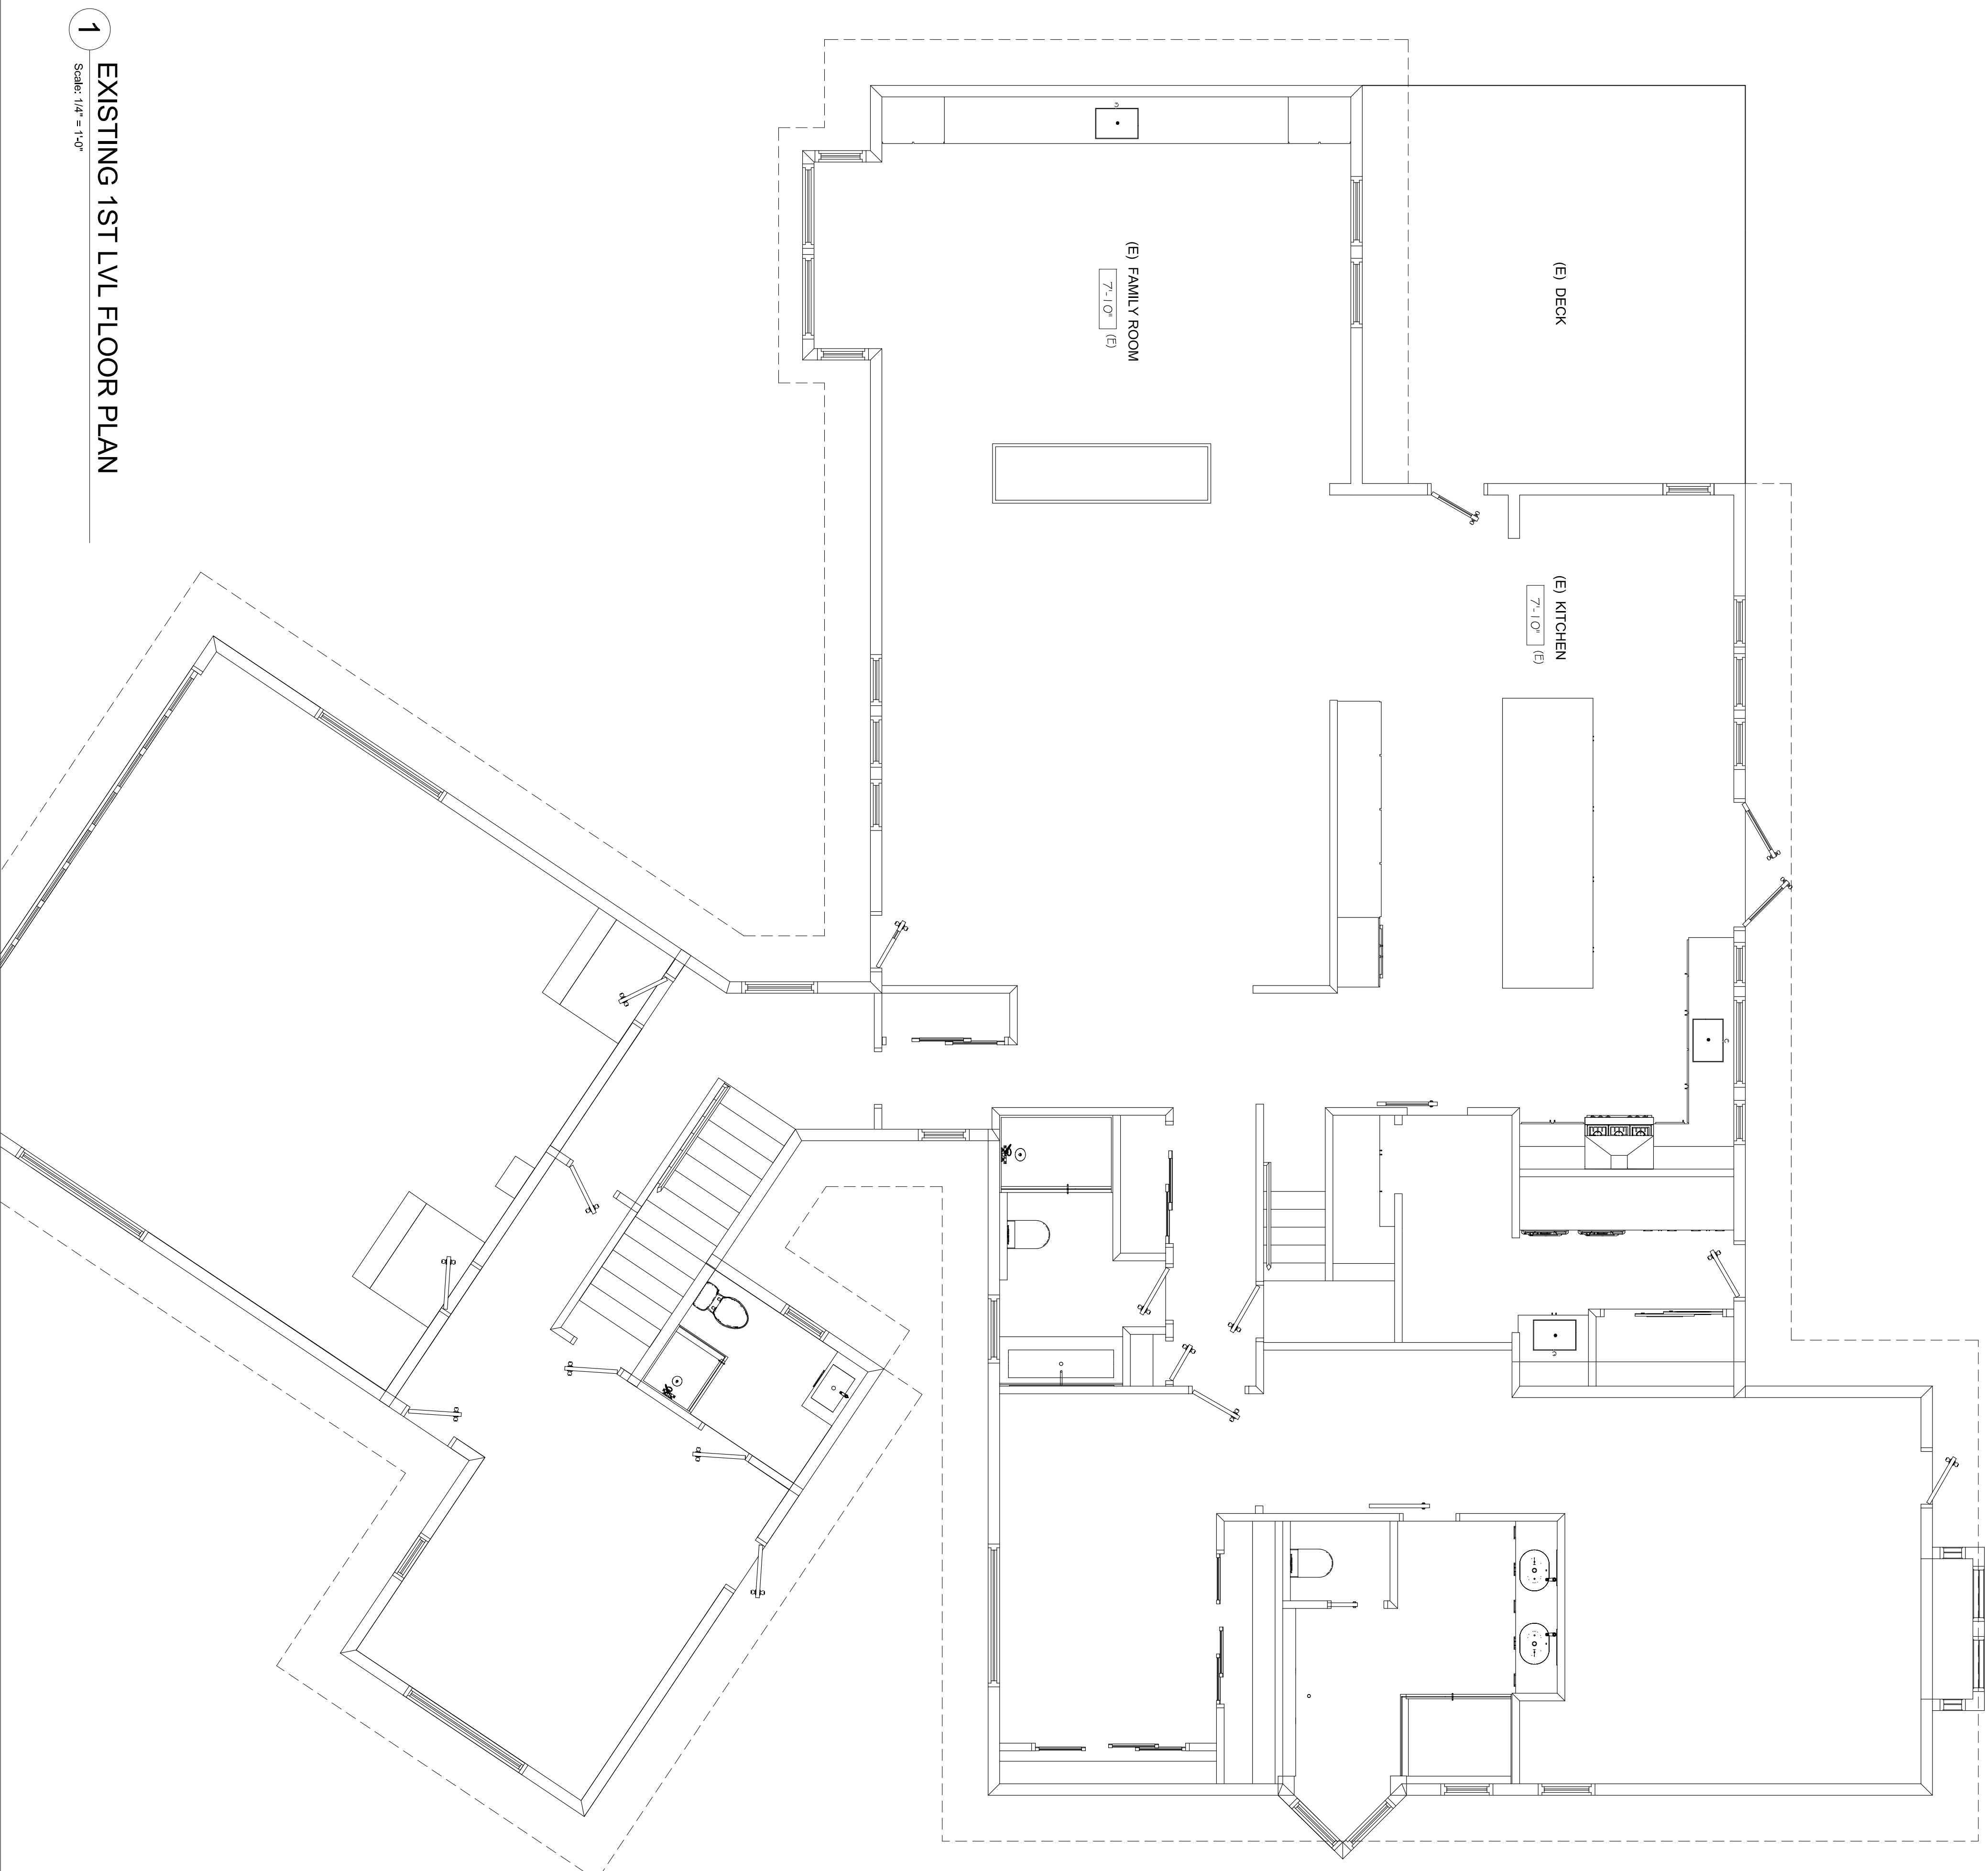 1
EXISTING 1ST LVL FLOOR PLAN
Scale: 1/4" = 1'-0"
(E) DECK
(E) FAMILY ROOM
7'-10" (E)
(E) KITCHEN
7'-10" (E)